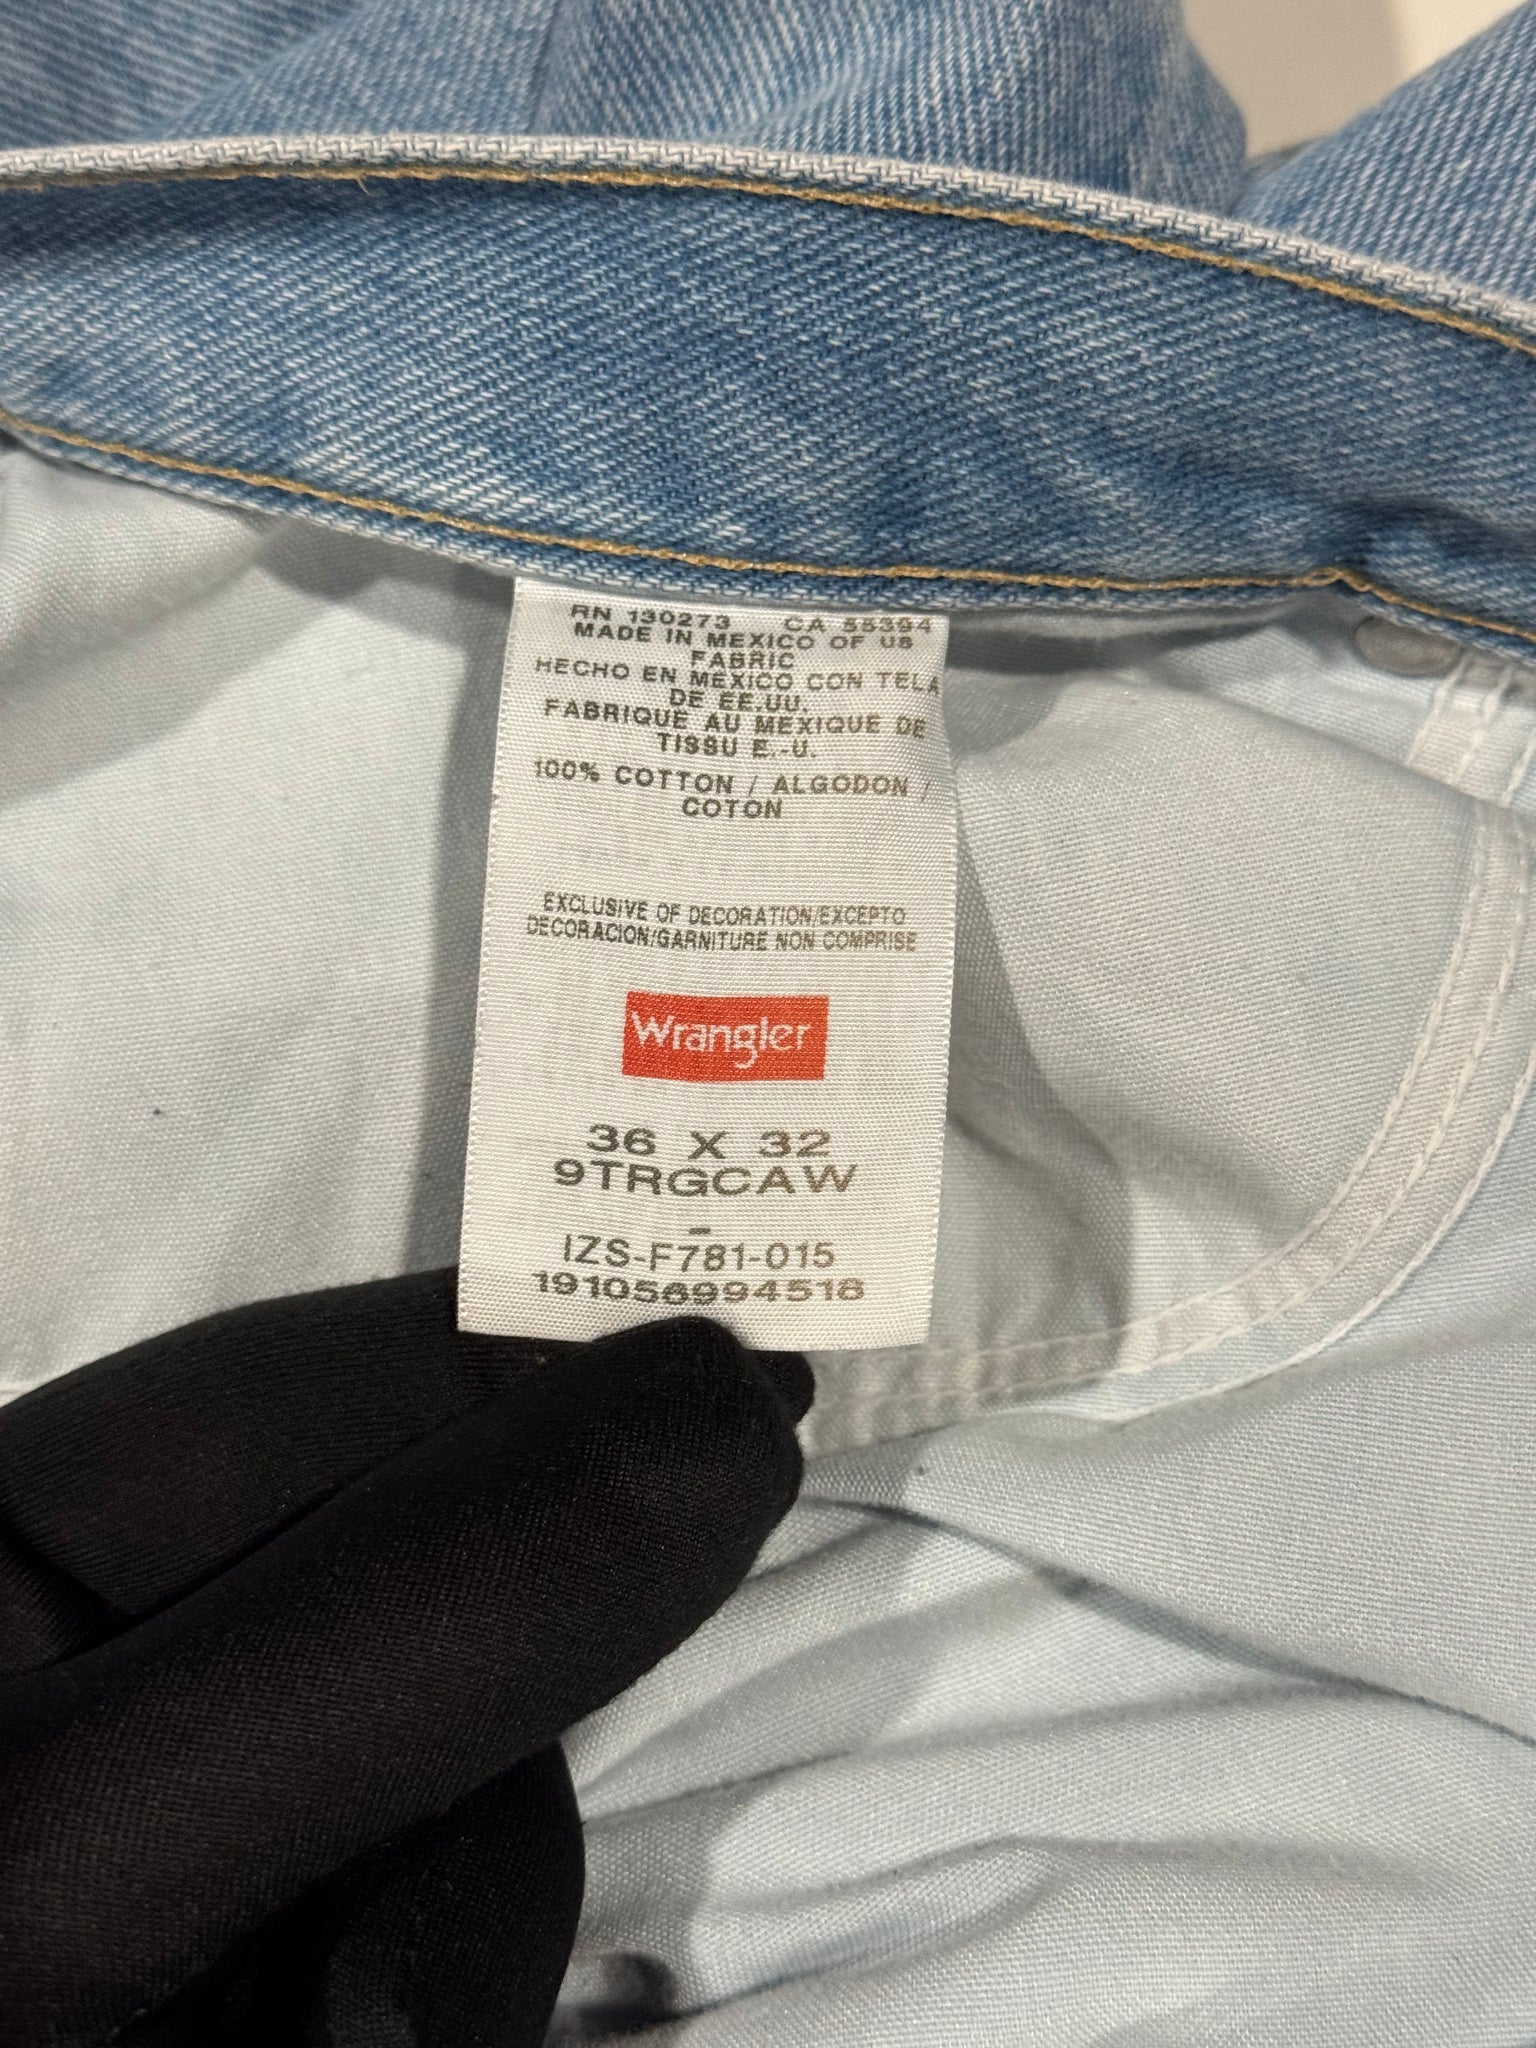 RN 130273 CA 55394
MADE IN MEXICO OF US
FABRIC
HECHO EN MEXICO CON TELA
DE EE.UU.
FABRIQUE AU MEXIQUE DE
TISSU E.-U.
100% COTTON / ALGODON /
COTON
EXCLUSIVE OF DECORATION/EXCEPTO
DECORACION/GARNITURE NON COMPRISE
Wrangler
36 X 32
9TRGCAW
-
IZS-F781-015
191056994518